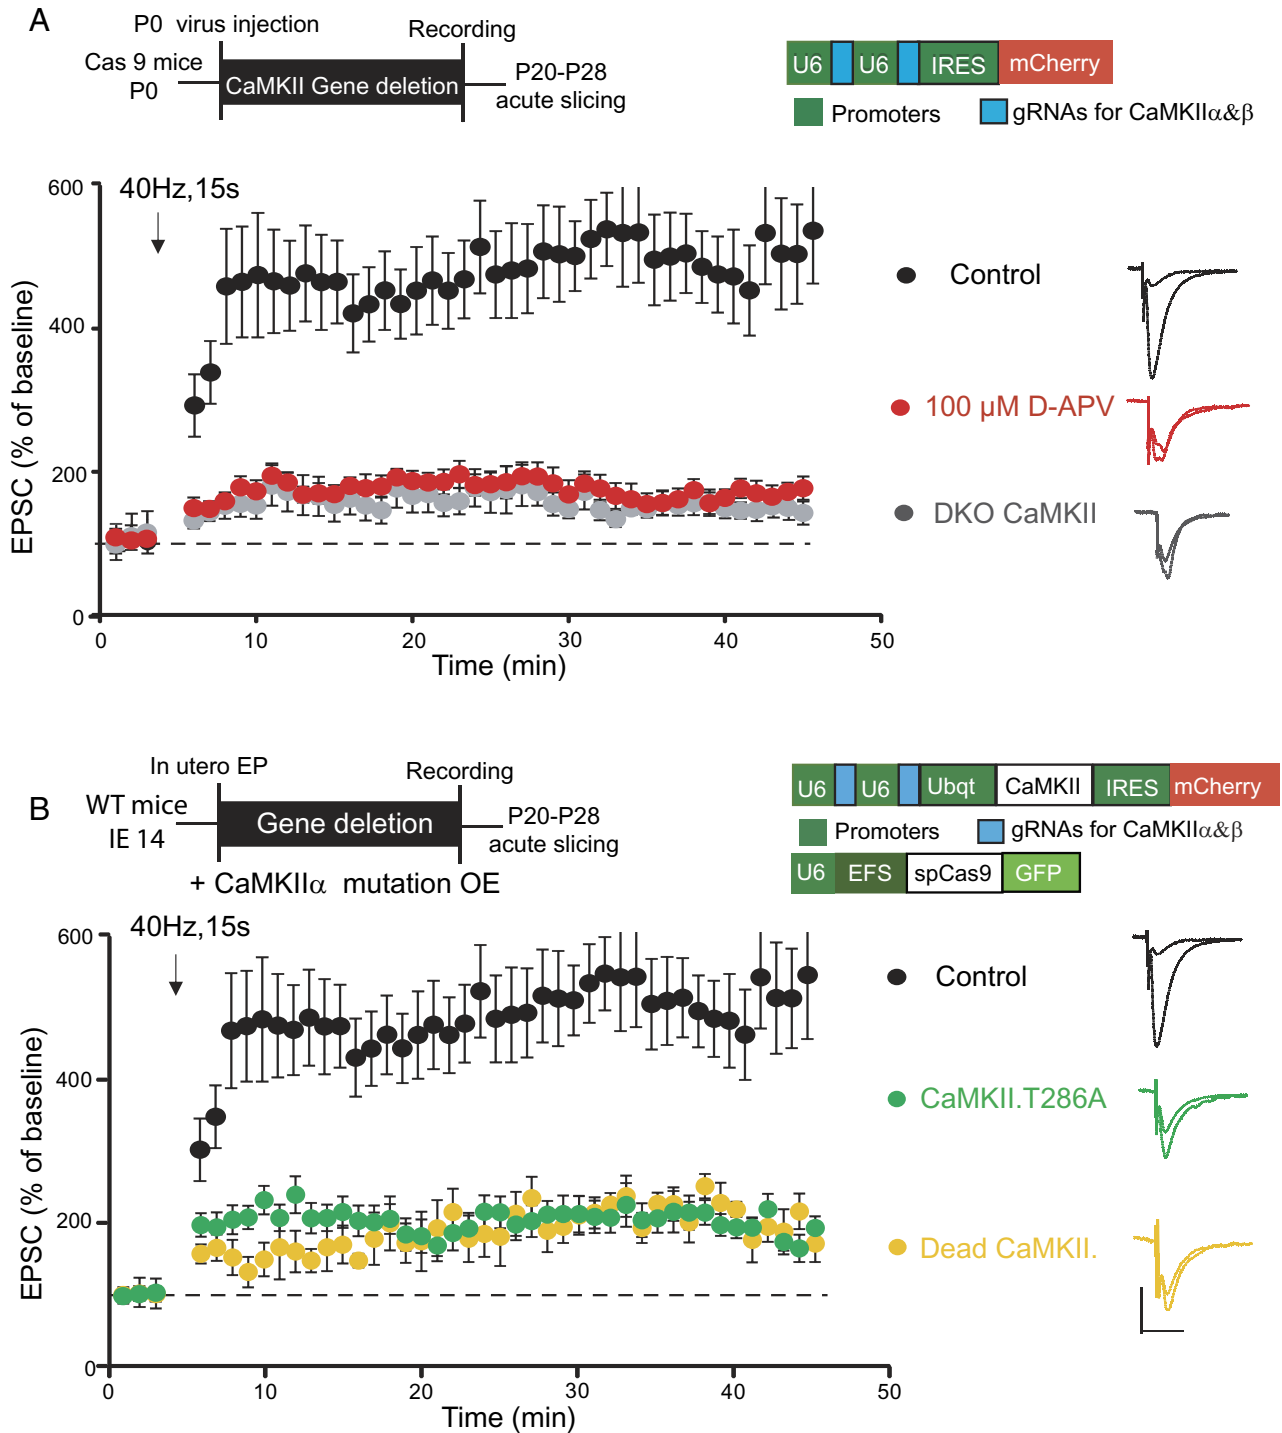 A
P0 virus injection
Recording
Cas 9 mice
P0
CaMKII Gene deletion
P20-P28
acute slicing
U6 U6 IRES mCherry
Promoters gRNAs for CaMKIIα&β
40Hz,15s
EPSC (% of baseline)
600
400
200
0
0 10 20 30 40 50
Time (min)
Control
100 µM D-APV
DKO CaMKII
B
In utero EP
Recording
WT mice
IE 14
Gene deletion
P20-P28
acute slicing
+ CaMKIIα mutation OE
U6 U6 Ubqt CaMKII IRES mCherry
Promoters gRNAs for CaMKIIα&β
U6 EFS spCas9 GFP
40Hz,15s
EPSC (% of baseline)
600
400
200
0
0 10 20 30 40 50
Time (min)
Control
CaMKII.T286A
Dead CaMKII.